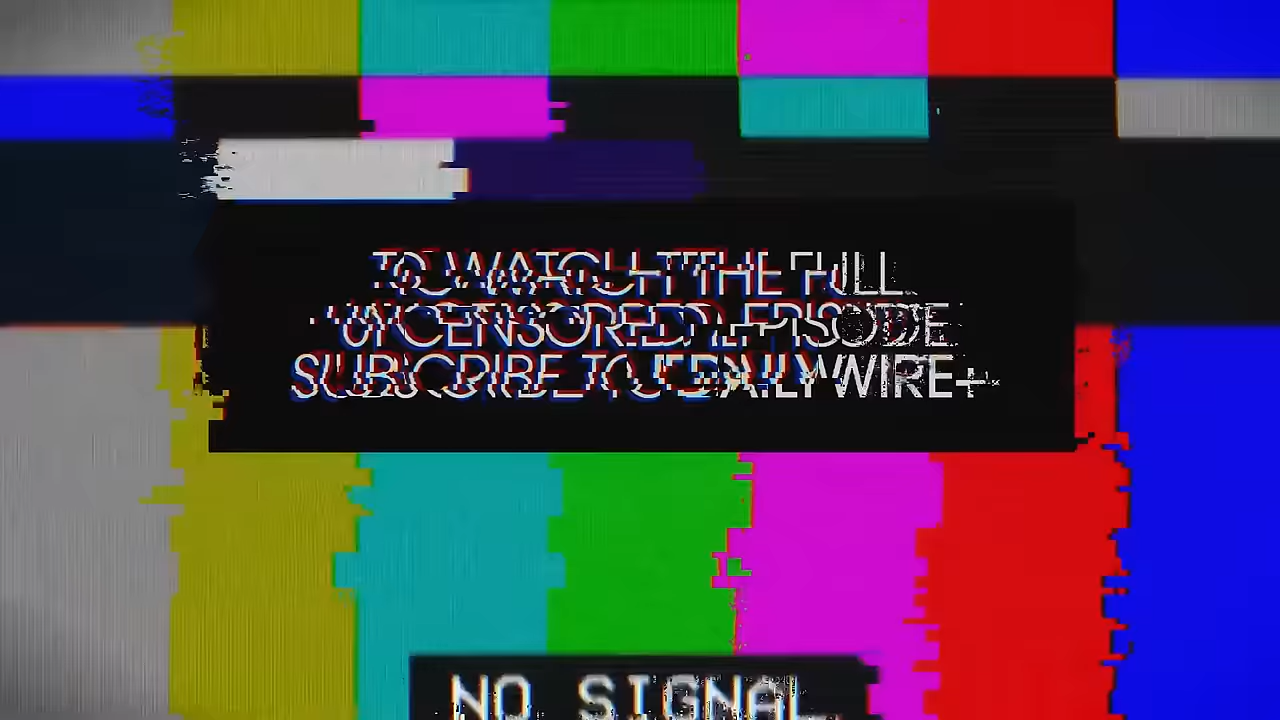 TO WATCH THE FULL
UNCENSORED EPISODE
SUBSCRIBE TO DAILYWIRE+
NO SIGNAL